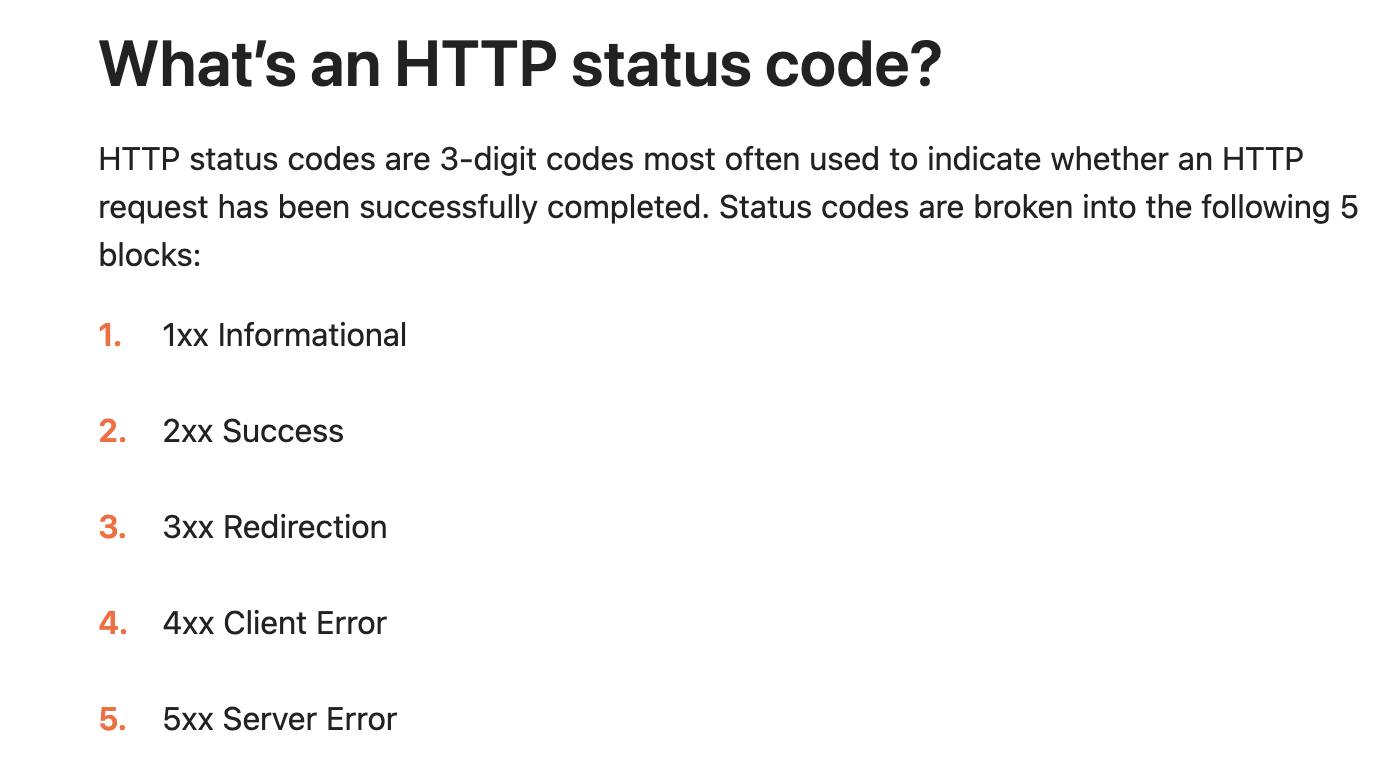 What’s an HTTP status code?
HTTP status codes are 3-digit codes most often used to indicate whether an HTTP
request has been successfully completed. Status codes are broken into the following 5
blocks:
1. 1xx Informational
2. 2xx Success
3. 3xx Redirection
4. 4xx Client Error
5. 5xx Server Error